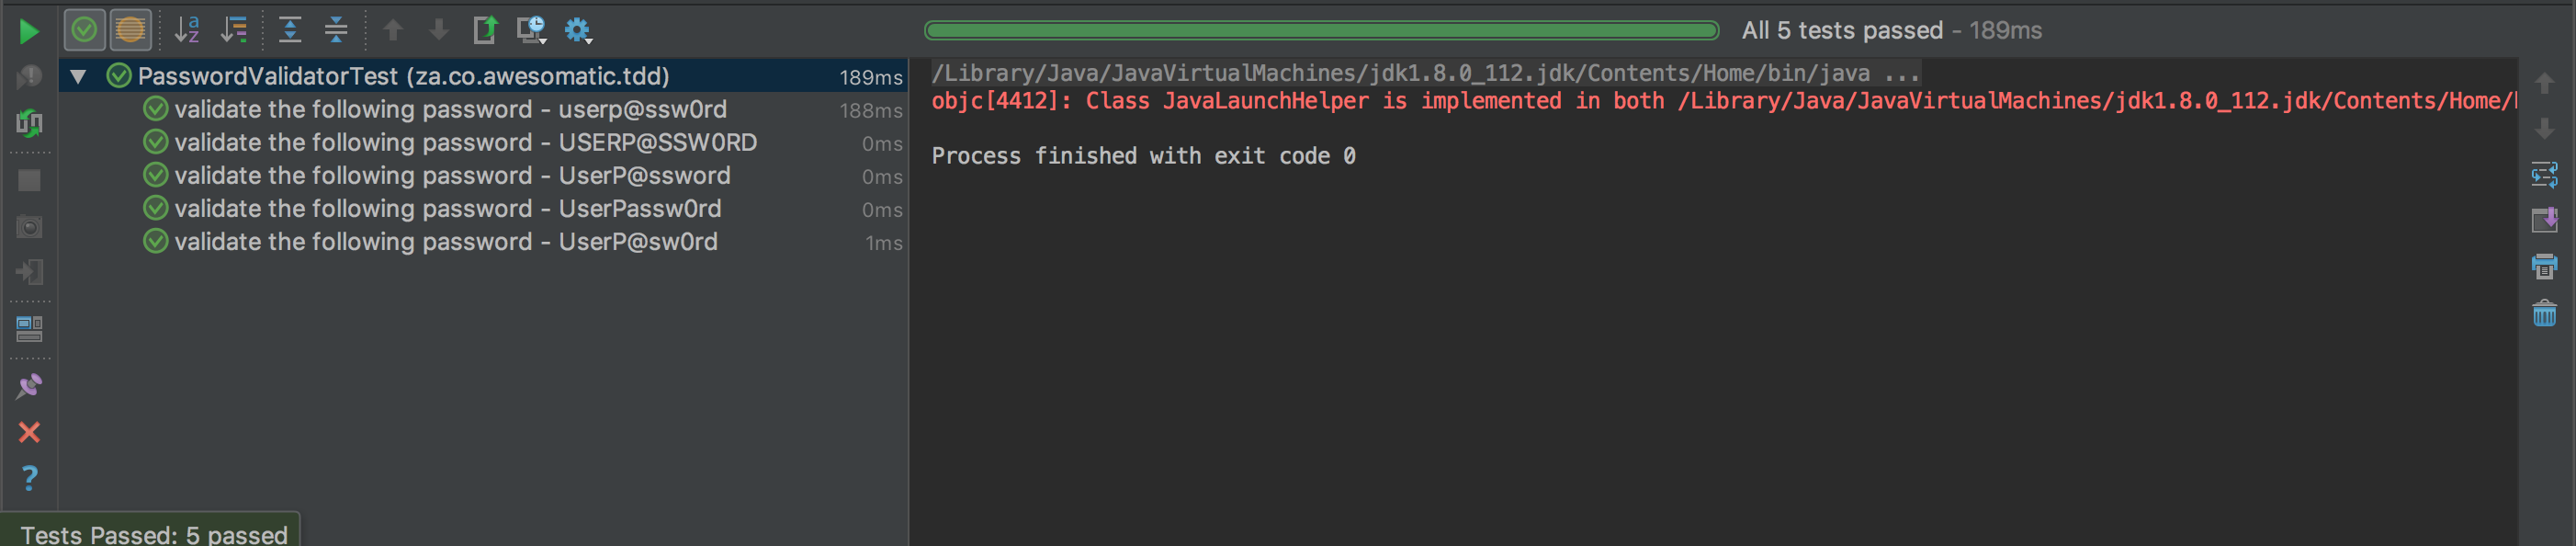 All 5 tests passed - 189ms
PasswordValidatorTest (za.co.awesomatic.tdd) 189ms
validate the following password - userp@ssw0rd 188ms
validate the following password - USERP@SSW0RD 0ms
validate the following password - UserP@ssword 0ms
validate the following password - UserPassw0rd 0ms
validate the following password - UserP@sw0rd 1ms
/Library/Java/JavaVirtualMachines/jdk1.8.0_112.jdk/Contents/Home/bin/java ...
objc[4412]: Class JavaLaunchHelper is implemented in both /Library/Java/JavaVirtualMachines/jdk1.8.0_112.jdk/Contents/Home/
Process finished with exit code 0
Tests Passed: 5 passed